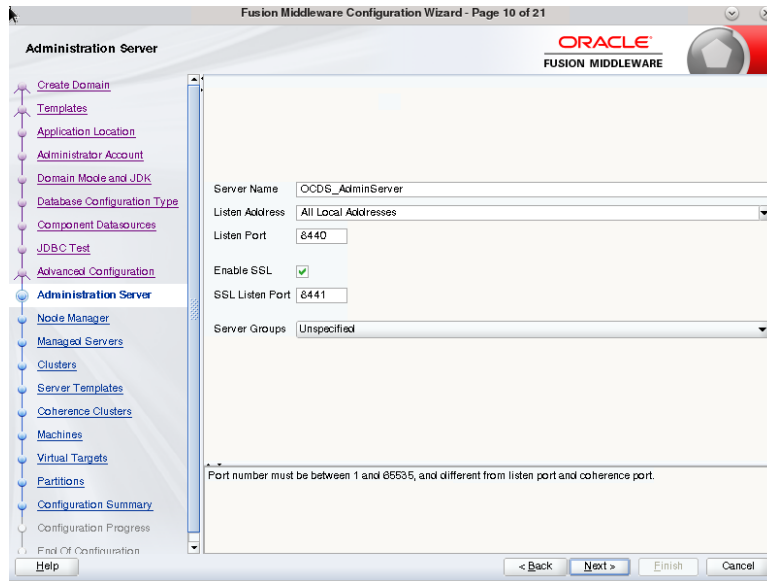 Fusion Middleware Configuration Wizard - Page 10 of 21
Administration Server
ORACLE
FUSION MIDDLEWARE
Create Domain
Templates
Application Location
Administrator Account
Domain Mode and JDK
Database Configuration Type
Component Datasources
JDBC Test
Advanced Configuration
Administration Server
Node Manager
Managed Servers
Clusters
Server Templates
Coherence Clusters
Machines
Virtual Targets
Partitions
Configuration Summary
Configuration Progress
End Of Configuration
Server Name OCDS_AdminServer
Listen Address All Local Addresses
Listen Port 8440
Enable SSL
SSL Listen Port 8441
Server Groups Unspecified
Port number must be between 1 and 65535, and different from listen port and coherence port.
Help < Back Next > Finish Cancel